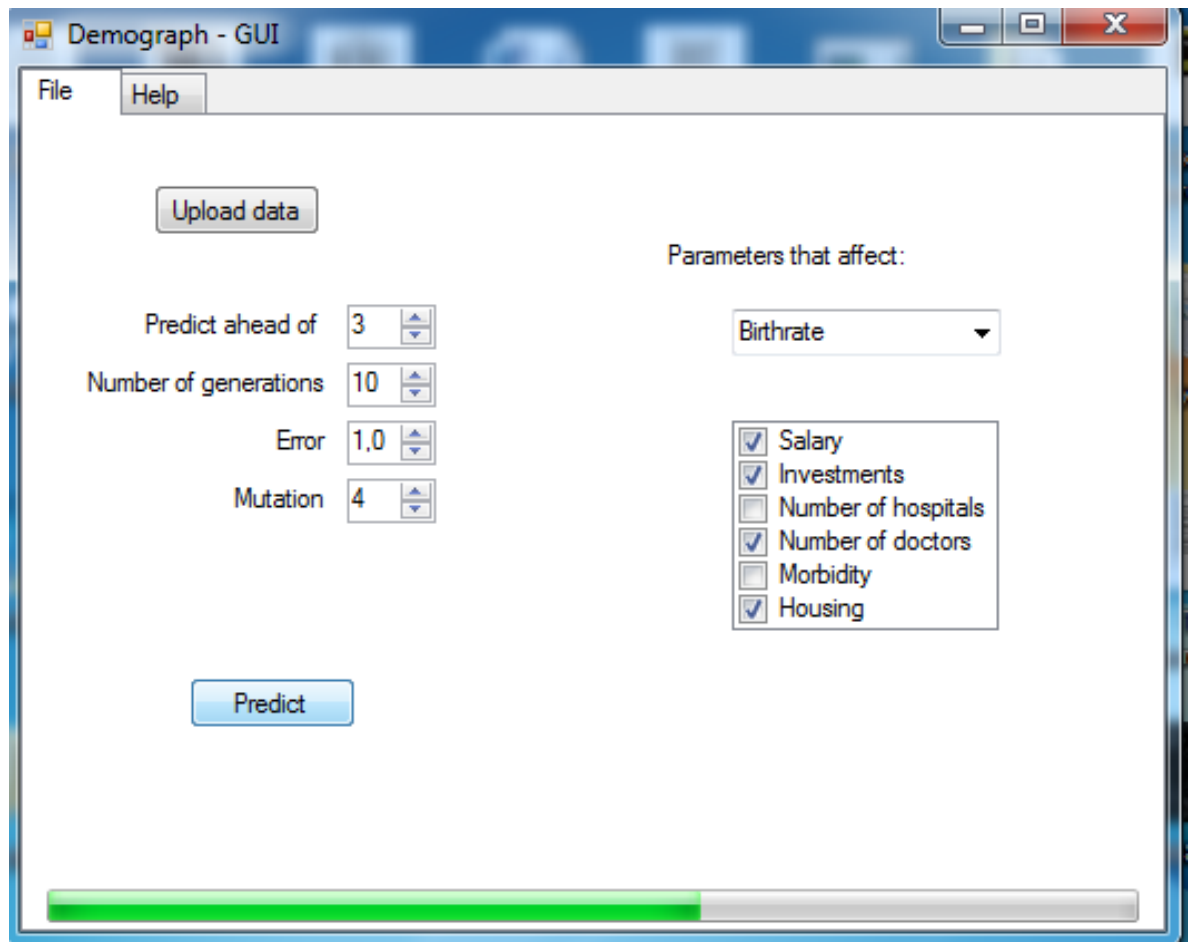 Demograph - GUI
File
Help
Upload data
Predict ahead of 3
Number of generations 10
Error 1,0
Mutation 4
Predict
Parameters that affect:
Birthrate
Salary
Investments
Number of hospitals
Number of doctors
Morbidity
Housing